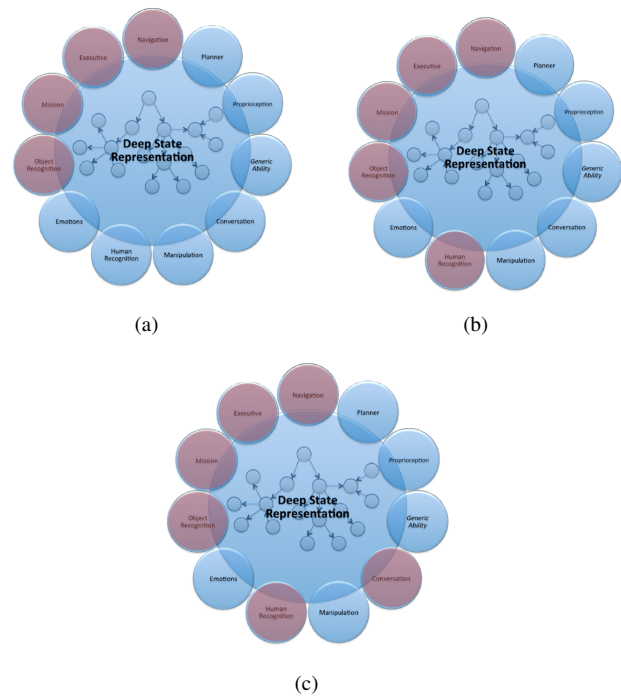 Navigation
Executive
Planner
Mission
Proprioception
Object
Recognition
Deep State
Representation
Generic
Ability
Emotions
Conversation
Human
Recognition
Manipulation
(a)
Navigation
Executive
Planner
Mission
Proprioception
Object
Recognition
Deep State
Representation
Generic
Ability
Emotions
Conversation
Human
Recognition
Manipulation
(b)
Navigation
Executive
Planner
Mission
Proprioception
Object
Recognition
Deep State
Representation
Generic
Ability
Emotions
Conversation
Human
Recognition
Manipulation
(c)